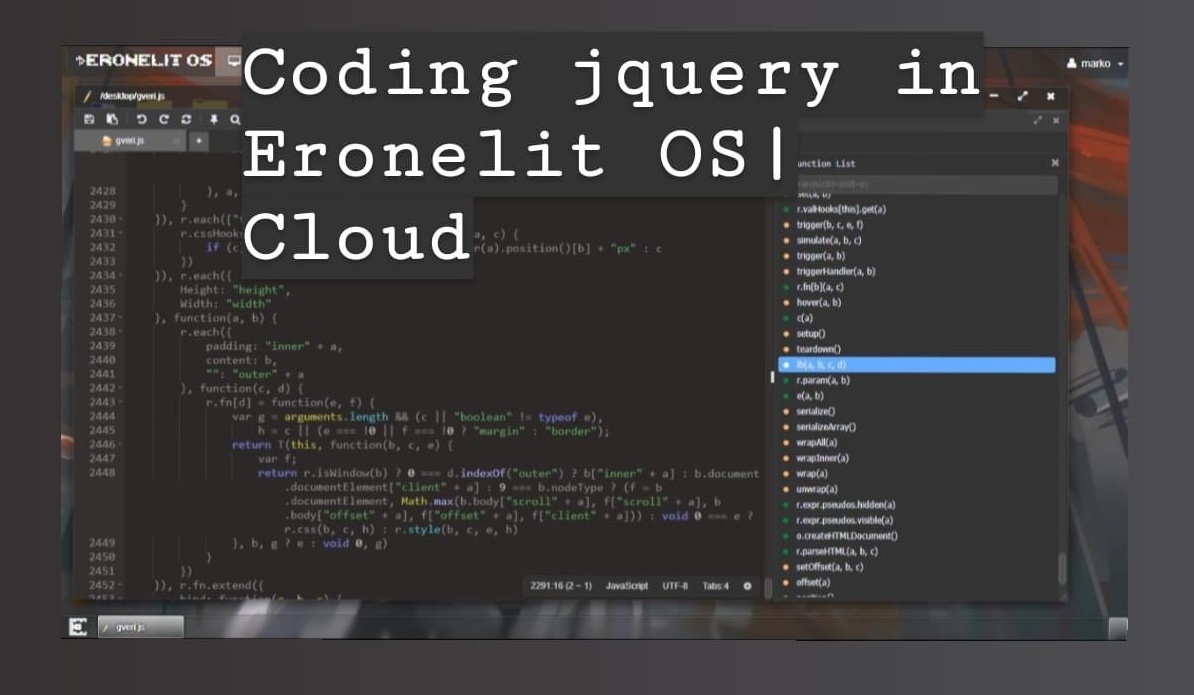 ERONELIT OS
Coding jquery in
Eronelit OS|
Cloud
marko
/desktop/gveri.js
gveri.js
unction List
2428 }, a,
2429 }
2430 }), r.each(["
2431 r.cssHook a, c) {
2432 if (c r(a).position()[b] + "px" : c
2433 })
2434 }), r.each({
2435 Height: "height",
2436 Width: "width"
2437 }, function(a, b) {
2438 r.each({
2439 padding: "inner" + a,
2440 content: b,
2441 "": "outer" + a
2442 }, function(c, d) {
2443 r.fn[d] = function(e, f) {
2444 var g = arguments.length && (c || "boolean" != typeof e),
2445 h = c || (e === !0 || f === !0 ? "margin" : "border");
2446 return T(this, function(b, c, e) {
2447 var f;
2448 return r.isWindow(b) ? 0 === d.indexOf("outer") ? b["inner" + a] : b.document
.documentElement["client" + a] : 9 === b.nodeType ? (f = b
.documentElement, Math.max(b.body["scroll" + a], f["scroll" + a], b
.body["offset" + a], f["offset" + a], f["client" + a])) : void 0 === e ?
r.css(b, c, h) : r.style(b, c, e, h)
2449 }, b, g ? e : void 0, g)
2450 }
2451 })
2452 }), r.fn.extend({
r.valHooks[this].get(a)
trigger(b, c, e, f)
simulate(a, b, c)
trigger(a, b)
triggerHandler(a, b)
r.fn[b](a, c)
hover(a, b)
c(a)
setup()
teardown()
lb(a, b, c, d)
r.param(a, b)
e(a, b)
serialize()
serializeArray()
wrapAll(a)
wrapInner(a)
wrap(a)
unwrap(a)
r.expr.pseudos.hidden(a)
r.expr.pseudos.visible(a)
o.createHTMLDocument()
r.parseHTML(a, b, c)
setOffset(a, b, c)
offset(a)
2291:16 (2 – 1) JavaScript UTF-8 Tabs:4
gveri.js